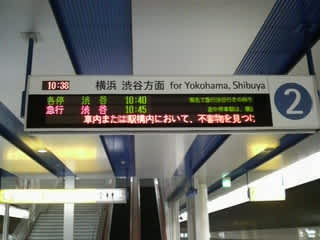 10:38
横浜 渋谷方面 for Yokohama, Shibuya
2
各停 渋谷 10:40
急行 渋谷 10:45
車内または駅構内において、不審物を見つ